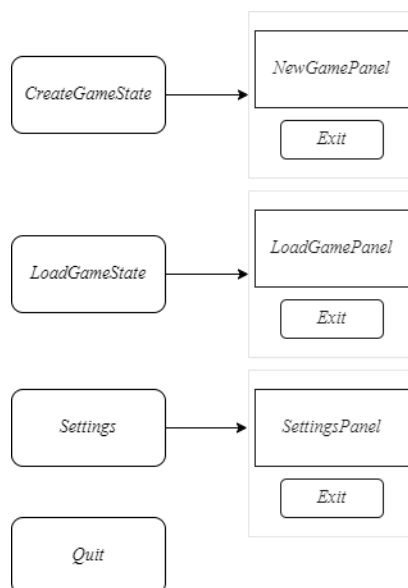 CreateGameState
NewGamePanel
Exit
LoadGameState
LoadGamePanel
Exit
Settings
SettingsPanel
Exit
Quit